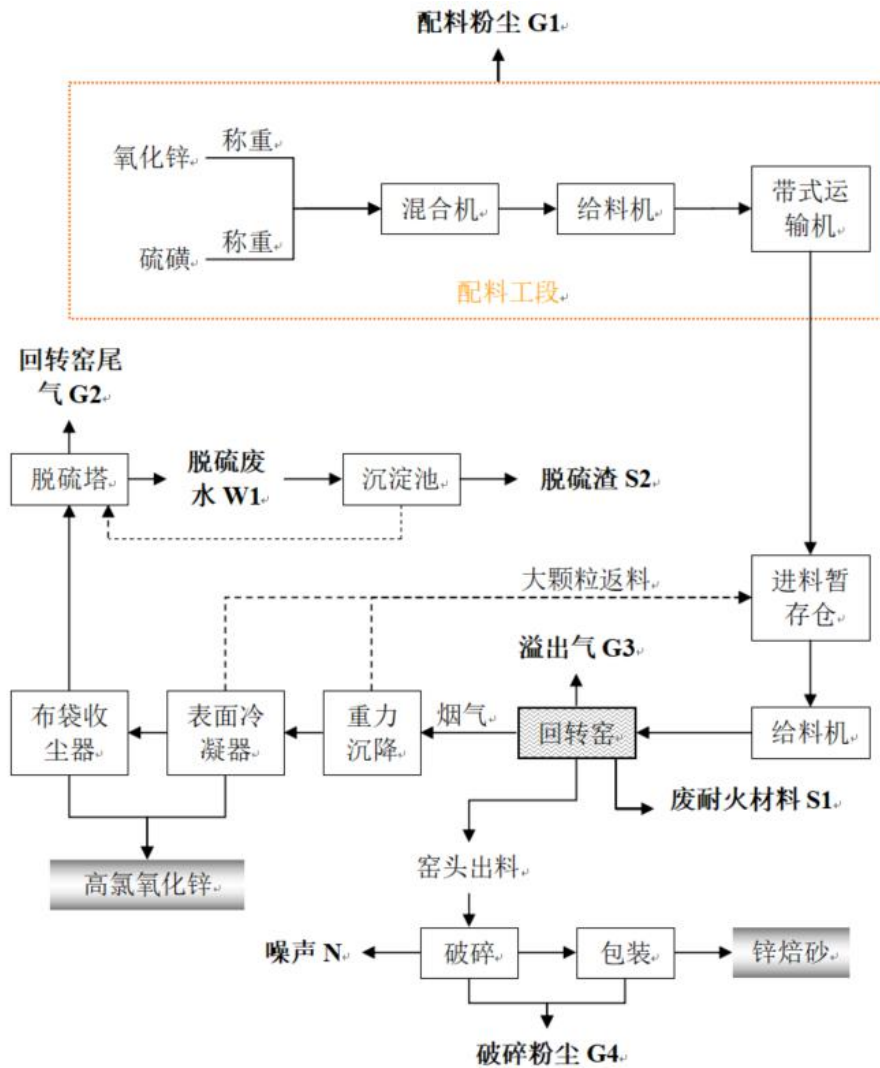 配料粉尘 G1
氧化锌
称重
硫磺
称重
混合机
给料机
带式运
输机
配料工段
回转窑尾
气 G2
脱硫塔
脱硫废
水 W1
沉淀池
脱硫渣 S2
大颗粒返料
进料暂
存仓
溢出气 G3
布袋收
尘器
表面冷
凝器
重力
沉降
烟气
回转窑
给料机
废耐火材料 S1
高氯氧化锌
窑头出料
噪声 N
破碎
包装
锌焙砂
破碎粉尘 G4